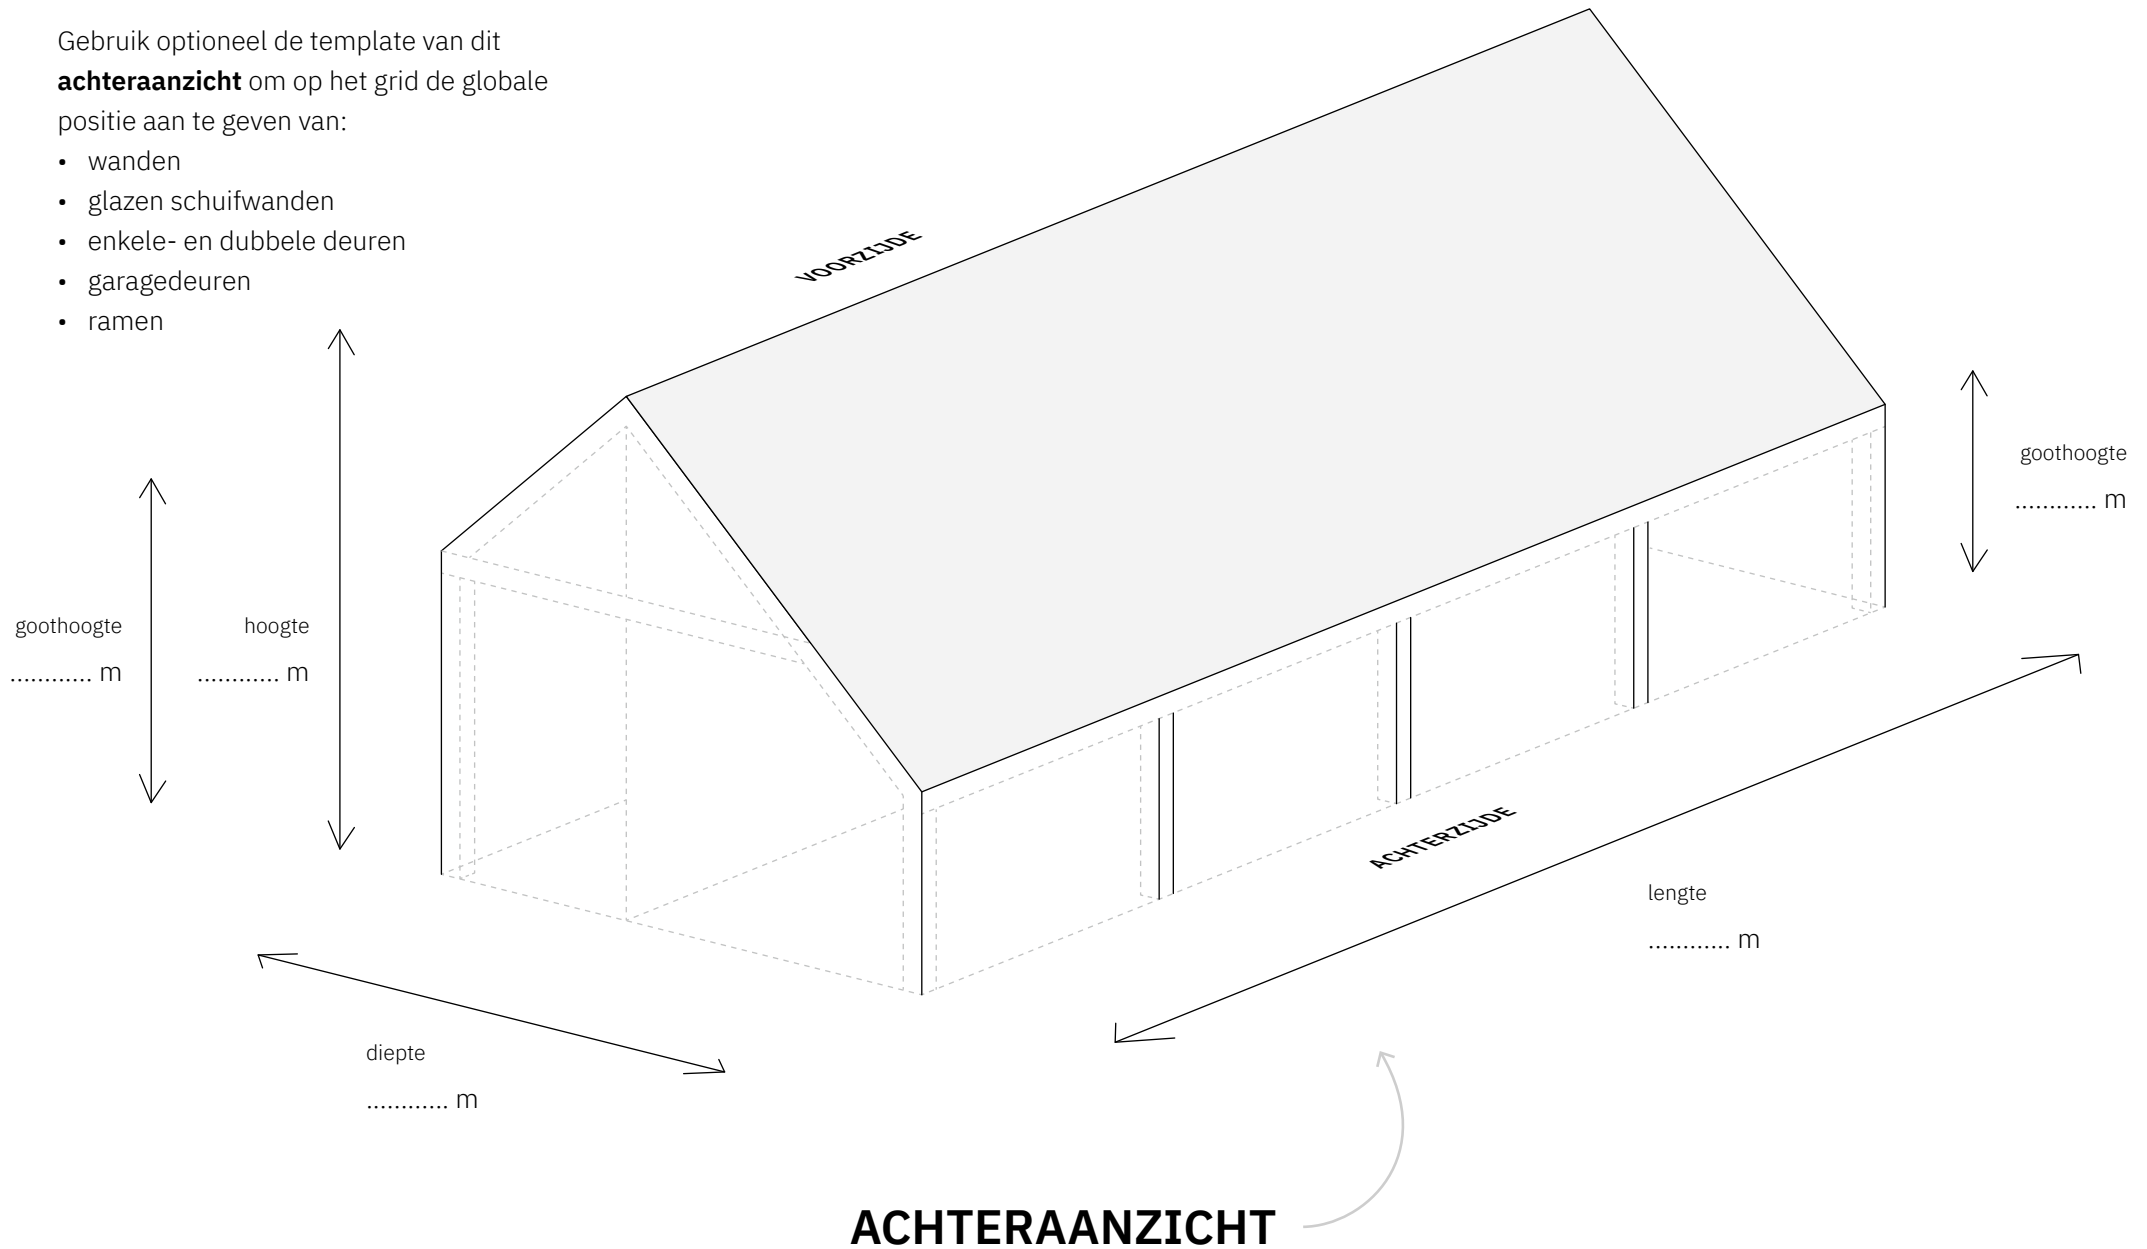 Gebruik optioneel de template van dit
achteraanzicht om op het grid de globale
positie aan te geven van:
• wanden
• glazen schuifwanden
• enkele- en dubbele deuren
• garagedeuren
• ramen
VOORZIJDE
goothoogte
............ m
goothoogte
............ m
hoogte
............ m
ACHTERZIJDE
lengte
............ m
diepte
............ m
ACHTERAANZICHT